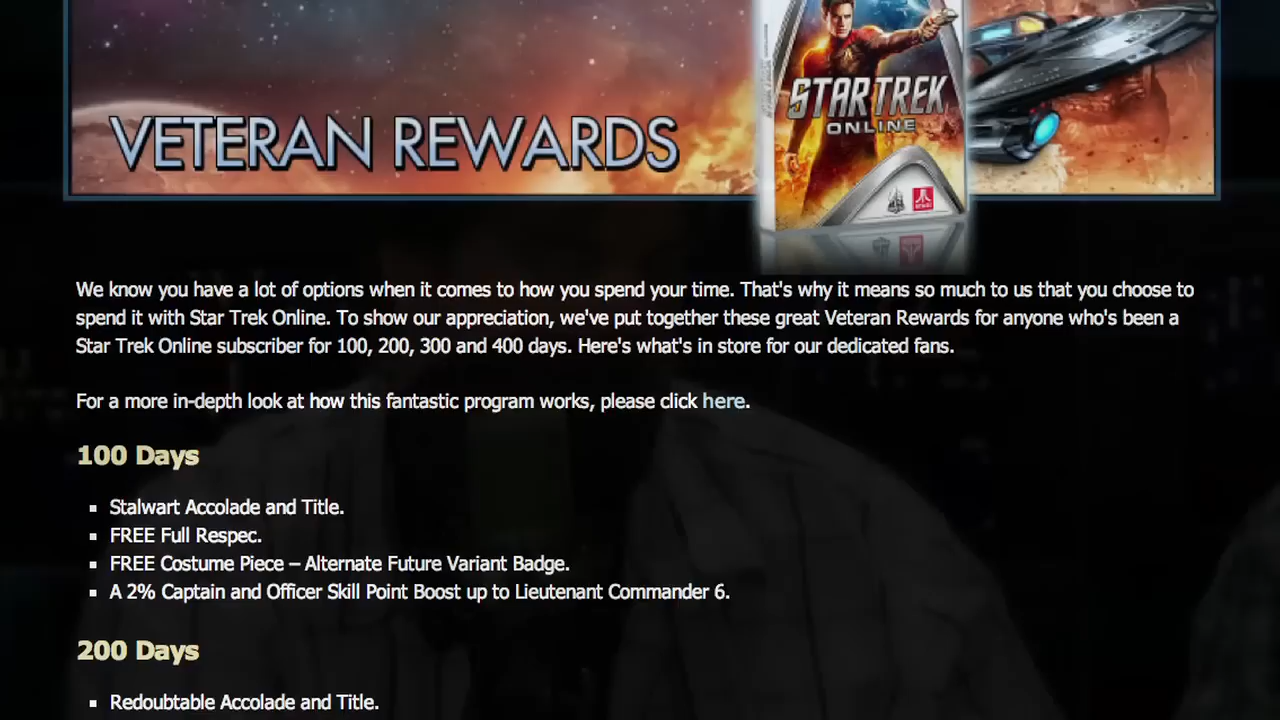 VETERAN REWARDS
STAR TREK
ONLINE
We know you have a lot of options when it comes to how you spend your time. That's why it means so much to us that you choose to
spend it with Star Trek Online. To show our appreciation, we've put together these great Veteran Rewards for anyone who's been a
Star Trek Online subscriber for 100, 200, 300 and 400 days. Here's what's in store for our dedicated fans.
For a more in-depth look at how this fantastic program works, please click here.
100 Days
▪ Stalwart Accolade and Title.
▪ FREE Full Respec.
▪ FREE Costume Piece – Alternate Future Variant Badge.
▪ A 2% Captain and Officer Skill Point Boost up to Lieutenant Commander 6.
200 Days
▪ Redoubtable Accolade and Title.